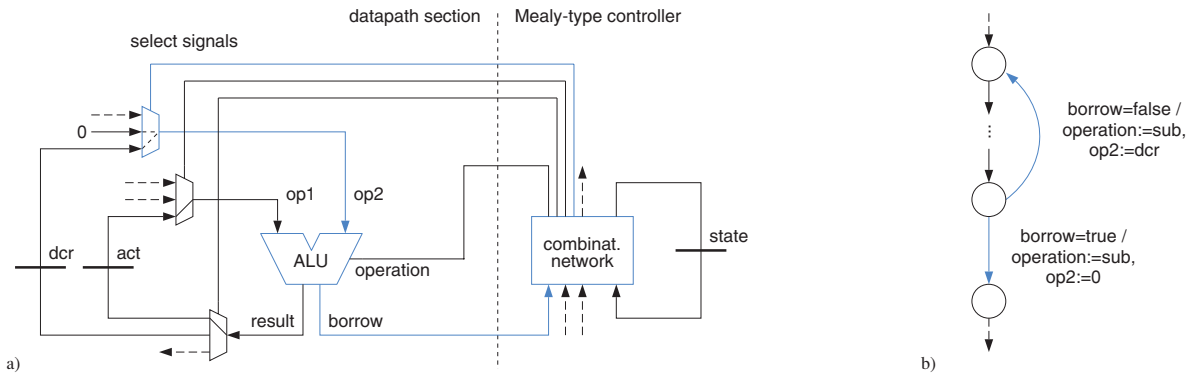 datapath section
Mealy-type controller
select signals
0
op1
op2
dcr
act
ALU
operation
combinat.
network
state
result
borrow
a)
borrow=false /
operation:=sub,
op2:=dcr
borrow=true /
operation:=sub,
op2:=0
b)